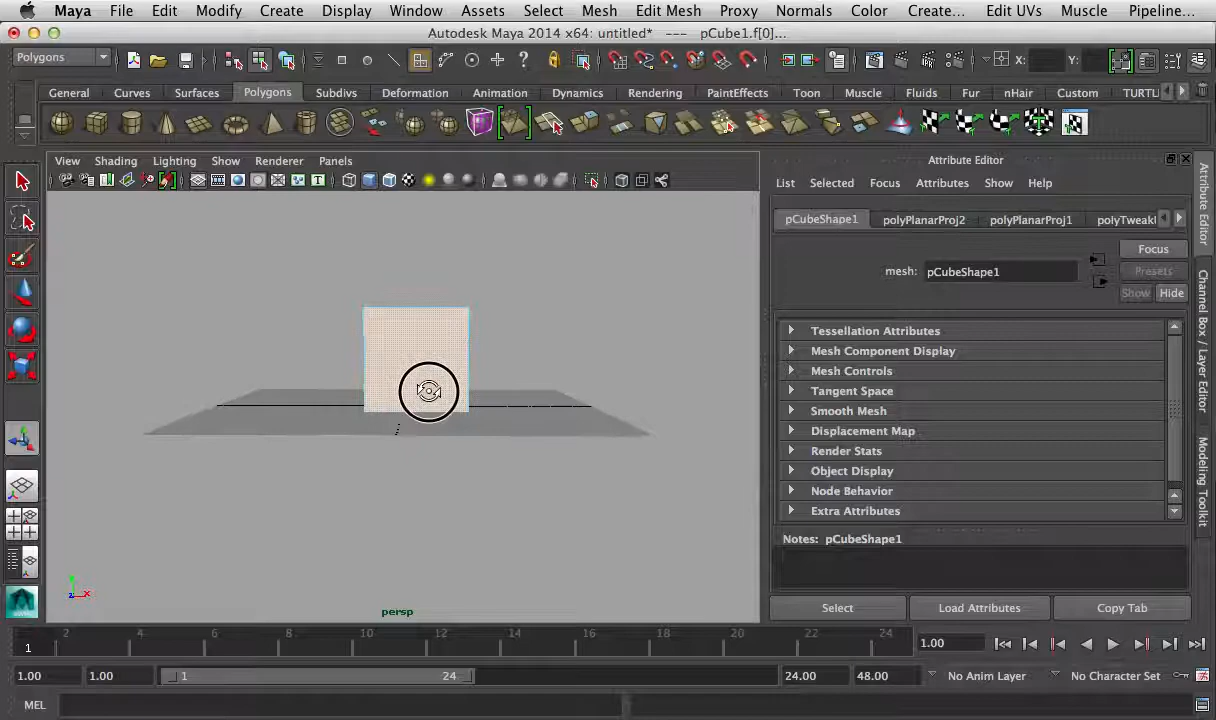 Maya File Edit Modify Create Display Window Assets Select Mesh Edit Mesh Proxy Normals Color Create... Edit UVs Muscle Pipeline...
Autodesk Maya 2014 x64: untitled* --- pCube1.f[0]...
Polygons X: Y:
General Curves Surfaces Polygons Subdivs Deformation Animation Dynamics Rendering PaintEffects Toon Muscle Fluids Fur nHair Custom TURTL
View Shading Lighting Show Renderer Panels
Attribute Editor
List Selected Focus Attributes Show Help
pCubeShape1 polyPlanarProj2 polyPlanarProj1 polyTweakl
Focus
mesh: pCubeShape1
Presets
Show Hide
Tessellation Attributes
Mesh Component Display
Mesh Controls
Tangent Space
Smooth Mesh
Displacement Map
Render Stats
Object Display
Node Behavior
Extra Attributes
Notes: pCubeShape1
Select Load Attributes Copy Tab
Attribute Editor
Channel Box / Layer Editor
Modeling Toolkit
x
z
persp
2 4 6 8 10 12 14 16 18 20 22 24
1
1.00
1.00 1.00 1 24 24.00 48.00 No Anim Layer No Character Set
MEL